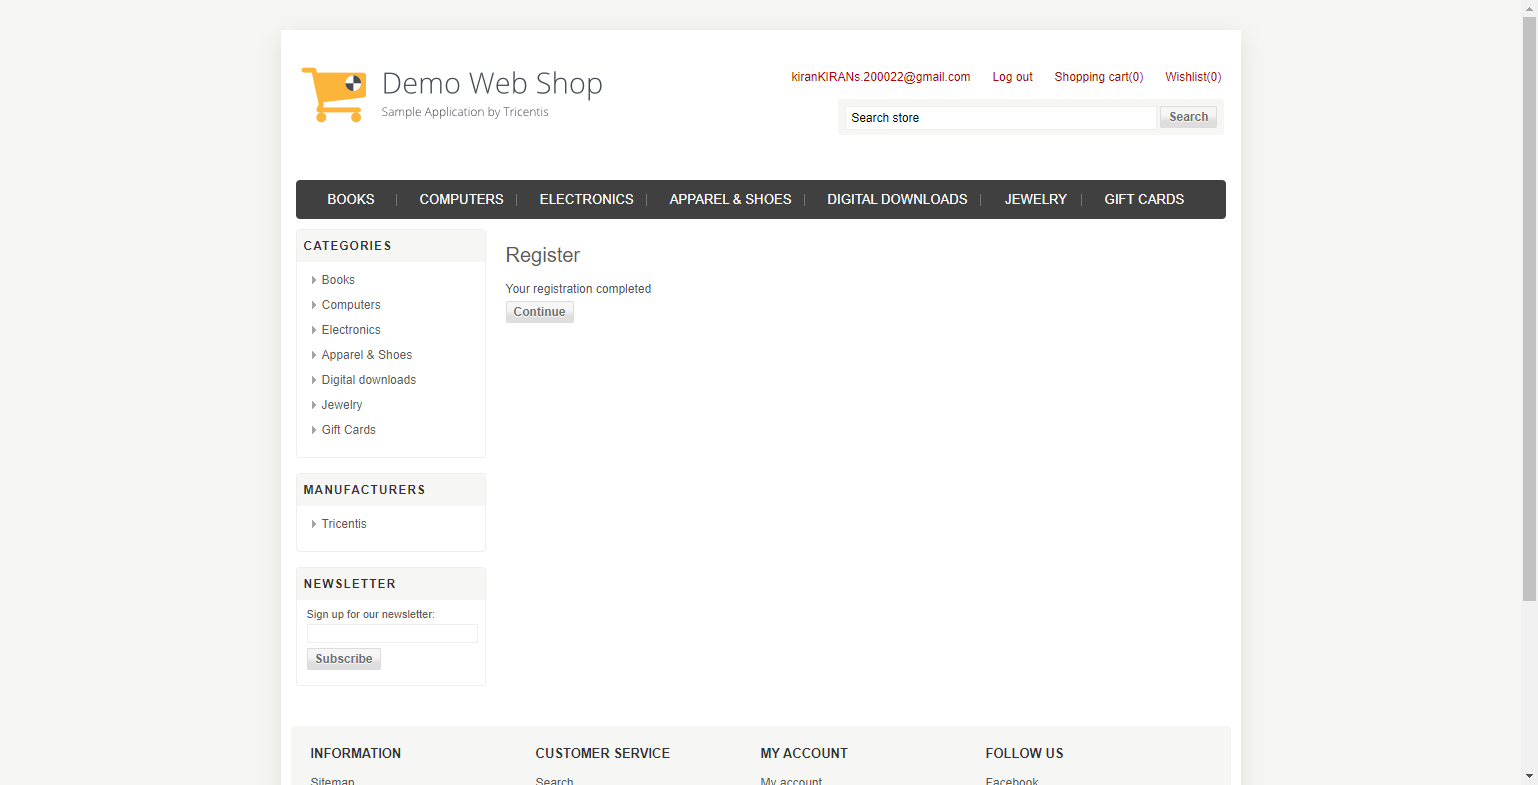 Demo Web Shop
Sample Application by Tricentis
kiranKIRANs.200022@gmail.com Log out Shopping cart(0) Wishlist(0)
Search store Search
BOOKS COMPUTERS ELECTRONICS APPAREL & SHOES DIGITAL DOWNLOADS JEWELRY GIFT CARDS
CATEGORIES
Books
Computers
Electronics
Apparel & Shoes
Digital downloads
Jewelry
Gift Cards
MANUFACTURERS
Tricentis
NEWSLETTER
Sign up for our newsletter:
Subscribe
Register
Your registration completed
Continue
INFORMATION CUSTOMER SERVICE MY ACCOUNT FOLLOW US
Sitemap Search My account Facebook